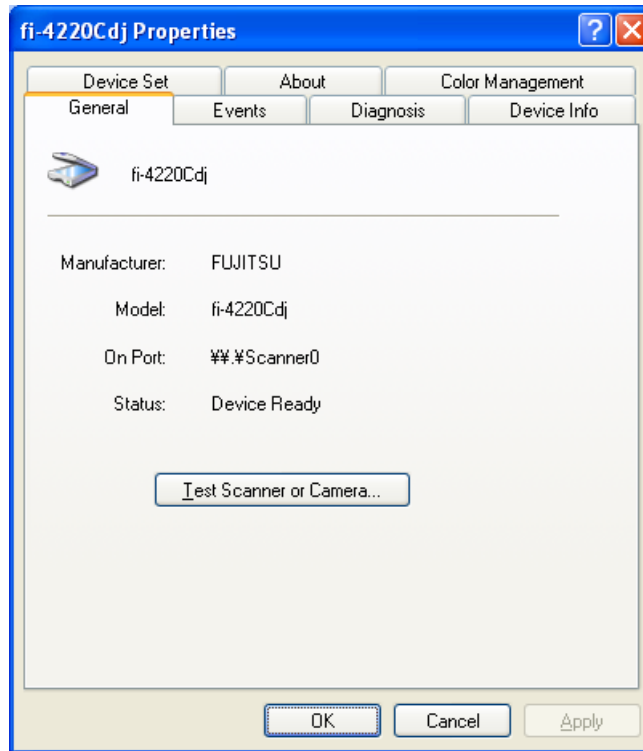 fi-4220Cdj Properties
Device Set About Color Management
General Events Diagnosis Device Info
fi-4220Cdj
Manufacturer: FUJITSU
Model: fi-4220Cdj
On Port: ¥¥.¥Scanner0
Status: Device Ready
Test Scanner or Camera...
OK Cancel Apply